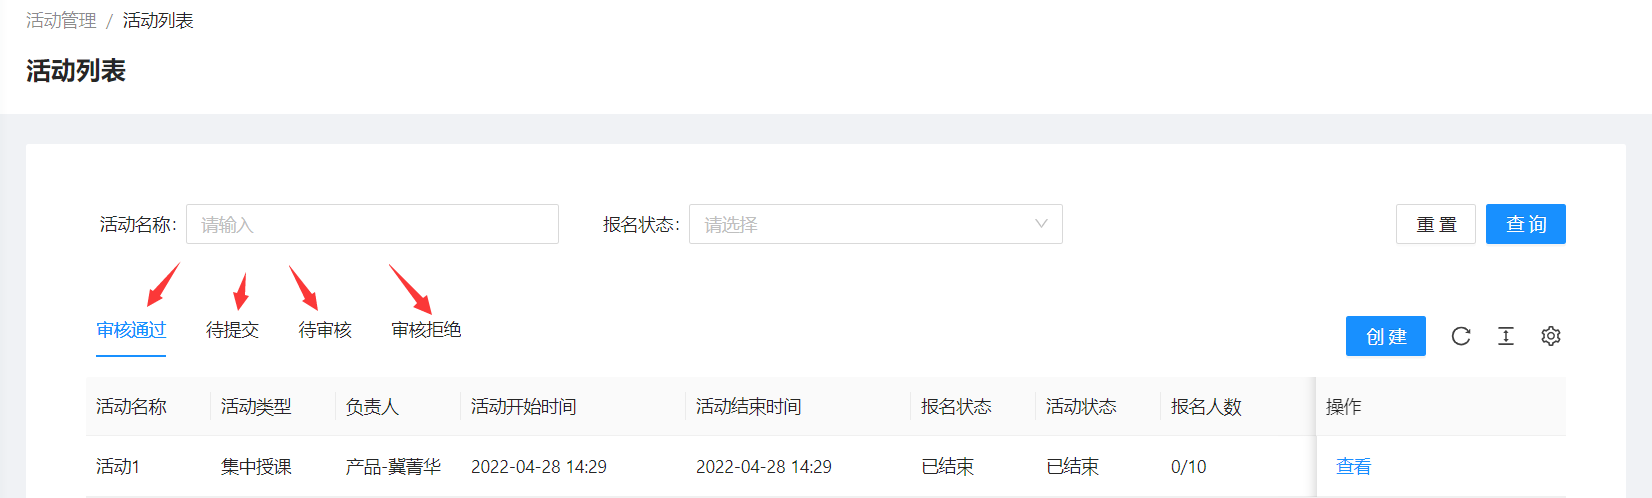 活动管理 / 活动列表
活动列表
活动名称: 请输入 报名状态: 请选择 重 置 查 询
审核通过 待提交 待审核 审核拒绝 创 建
活动名称 活动类型 负责人 活动开始时间 活动结束时间 报名状态 活动状态 报名人数 操作
活动1 集中授课 产品-冀菁华 2022-04-28 14:29 2022-04-28 14:29 已结束 已结束 0/10 查看